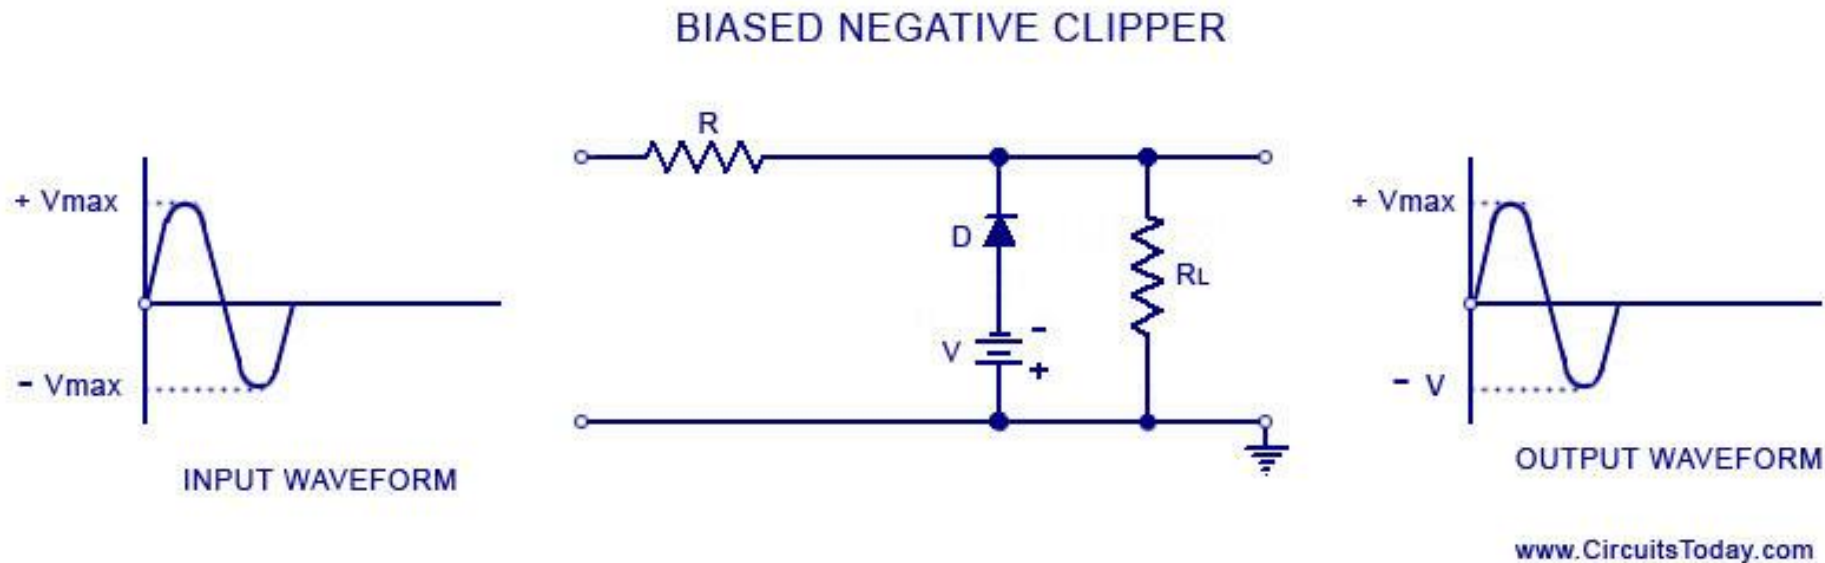 BIASED NEGATIVE CLIPPER
R
+ Vmax
- Vmax
INPUT WAVEFORM
D
V
-
+
RL
+ Vmax
- V
OUTPUT WAVEFORM
www.CircuitsToday.com